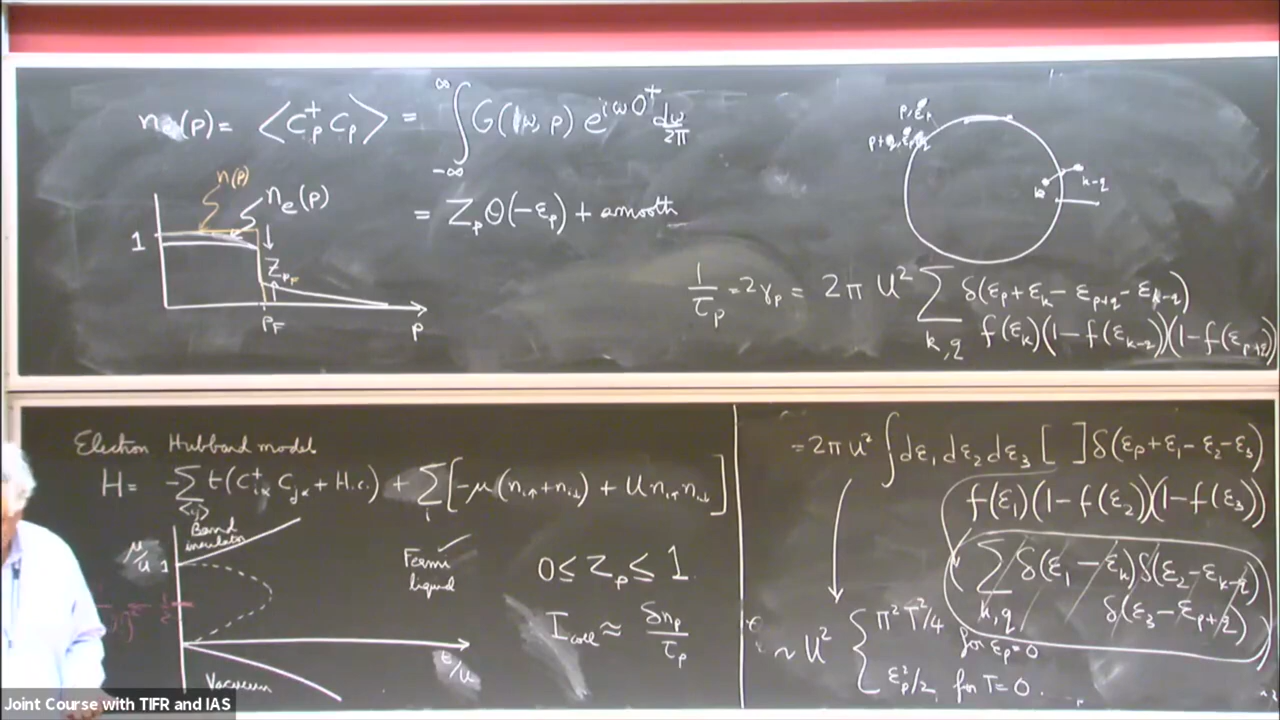 n_e(p) = ⟨C_p^+ C_p⟩ = ∫_{-∞}^{∞} G(iω, p) e^{iω0^+} dω/2π
= Z_p Θ(-ε_p) + smooth
n(p)
n_e(p)
1
Z_{p_F}
p_F
p
p, ε_p
p+q, ε_{p+q}
k
k-q
1/τ_p = 2γ_p = 2π U² ∑_{k,q} δ(ε_p + ε_k - ε_{p+q} - ε_{k-q})
f(ε_k)(1-f(ε_{k-q}))(1-f(ε_{p+q}))
Electron Hubbard model
H = -∑_{<ij>} t(C_{iα}^+ C_{jα} + H.c.) + ∑_i [-μ(n_{i↑}+n_{i↓}) + U n_{i↑} n_{i↓}]
Band
insulator
μ/U
1
1/2
Vacuum
t/U
Fermi
liquid
0 ≤ Z_p ≤ 1
I_coll ≈ δn_p/τ_p
= 2π U² ∫ dε_1 dε_2 dε_3 [ ] δ(ε_p+ε_1-ε_2-ε_3)
f(ε_1)(1-f(ε_2))(1-f(ε_3))
∑_{k,q} δ(ε_1-ε_k) δ(ε_2-ε_{k-q})
δ(ε_3-ε_{p+q})
~ U² { π²T²/4 for ε_p=0
ε_p²/2, for T=0.
Joint Course with TIFR and IAS